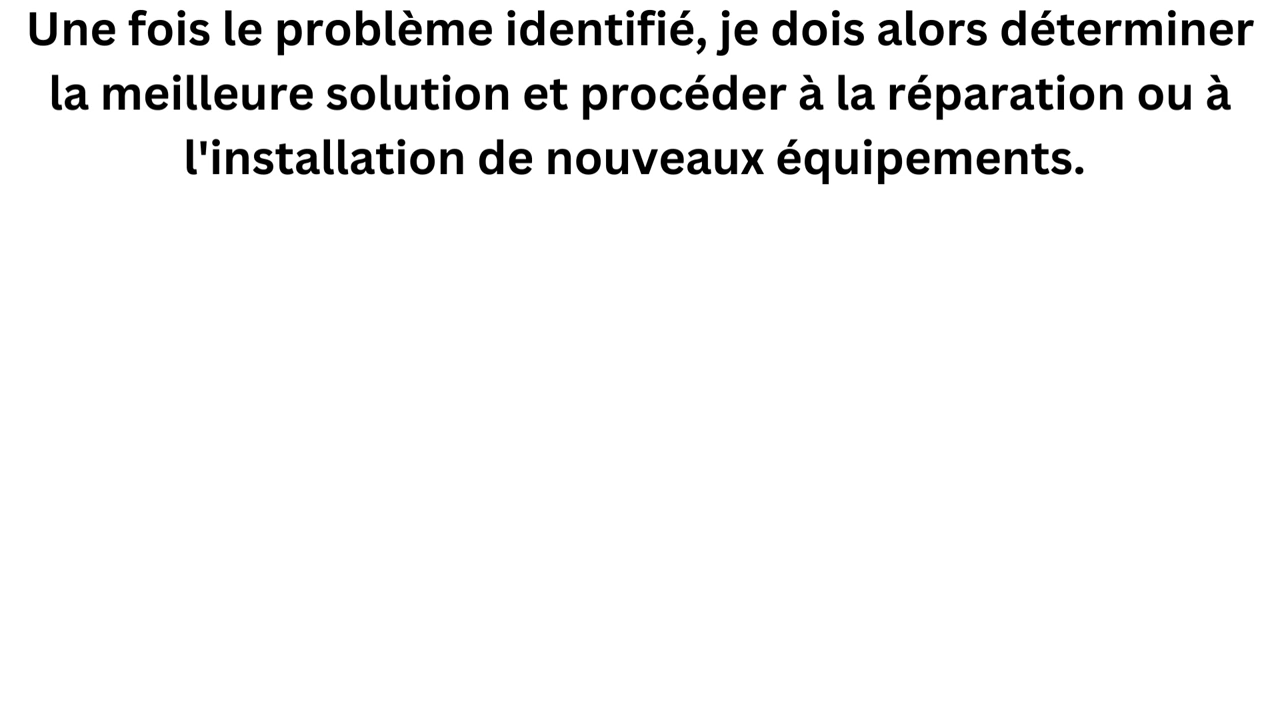 Une fois le problème identifié, je dois alors déterminer
la meilleure solution et procéder à la réparation ou à
l'installation de nouveaux équipements.